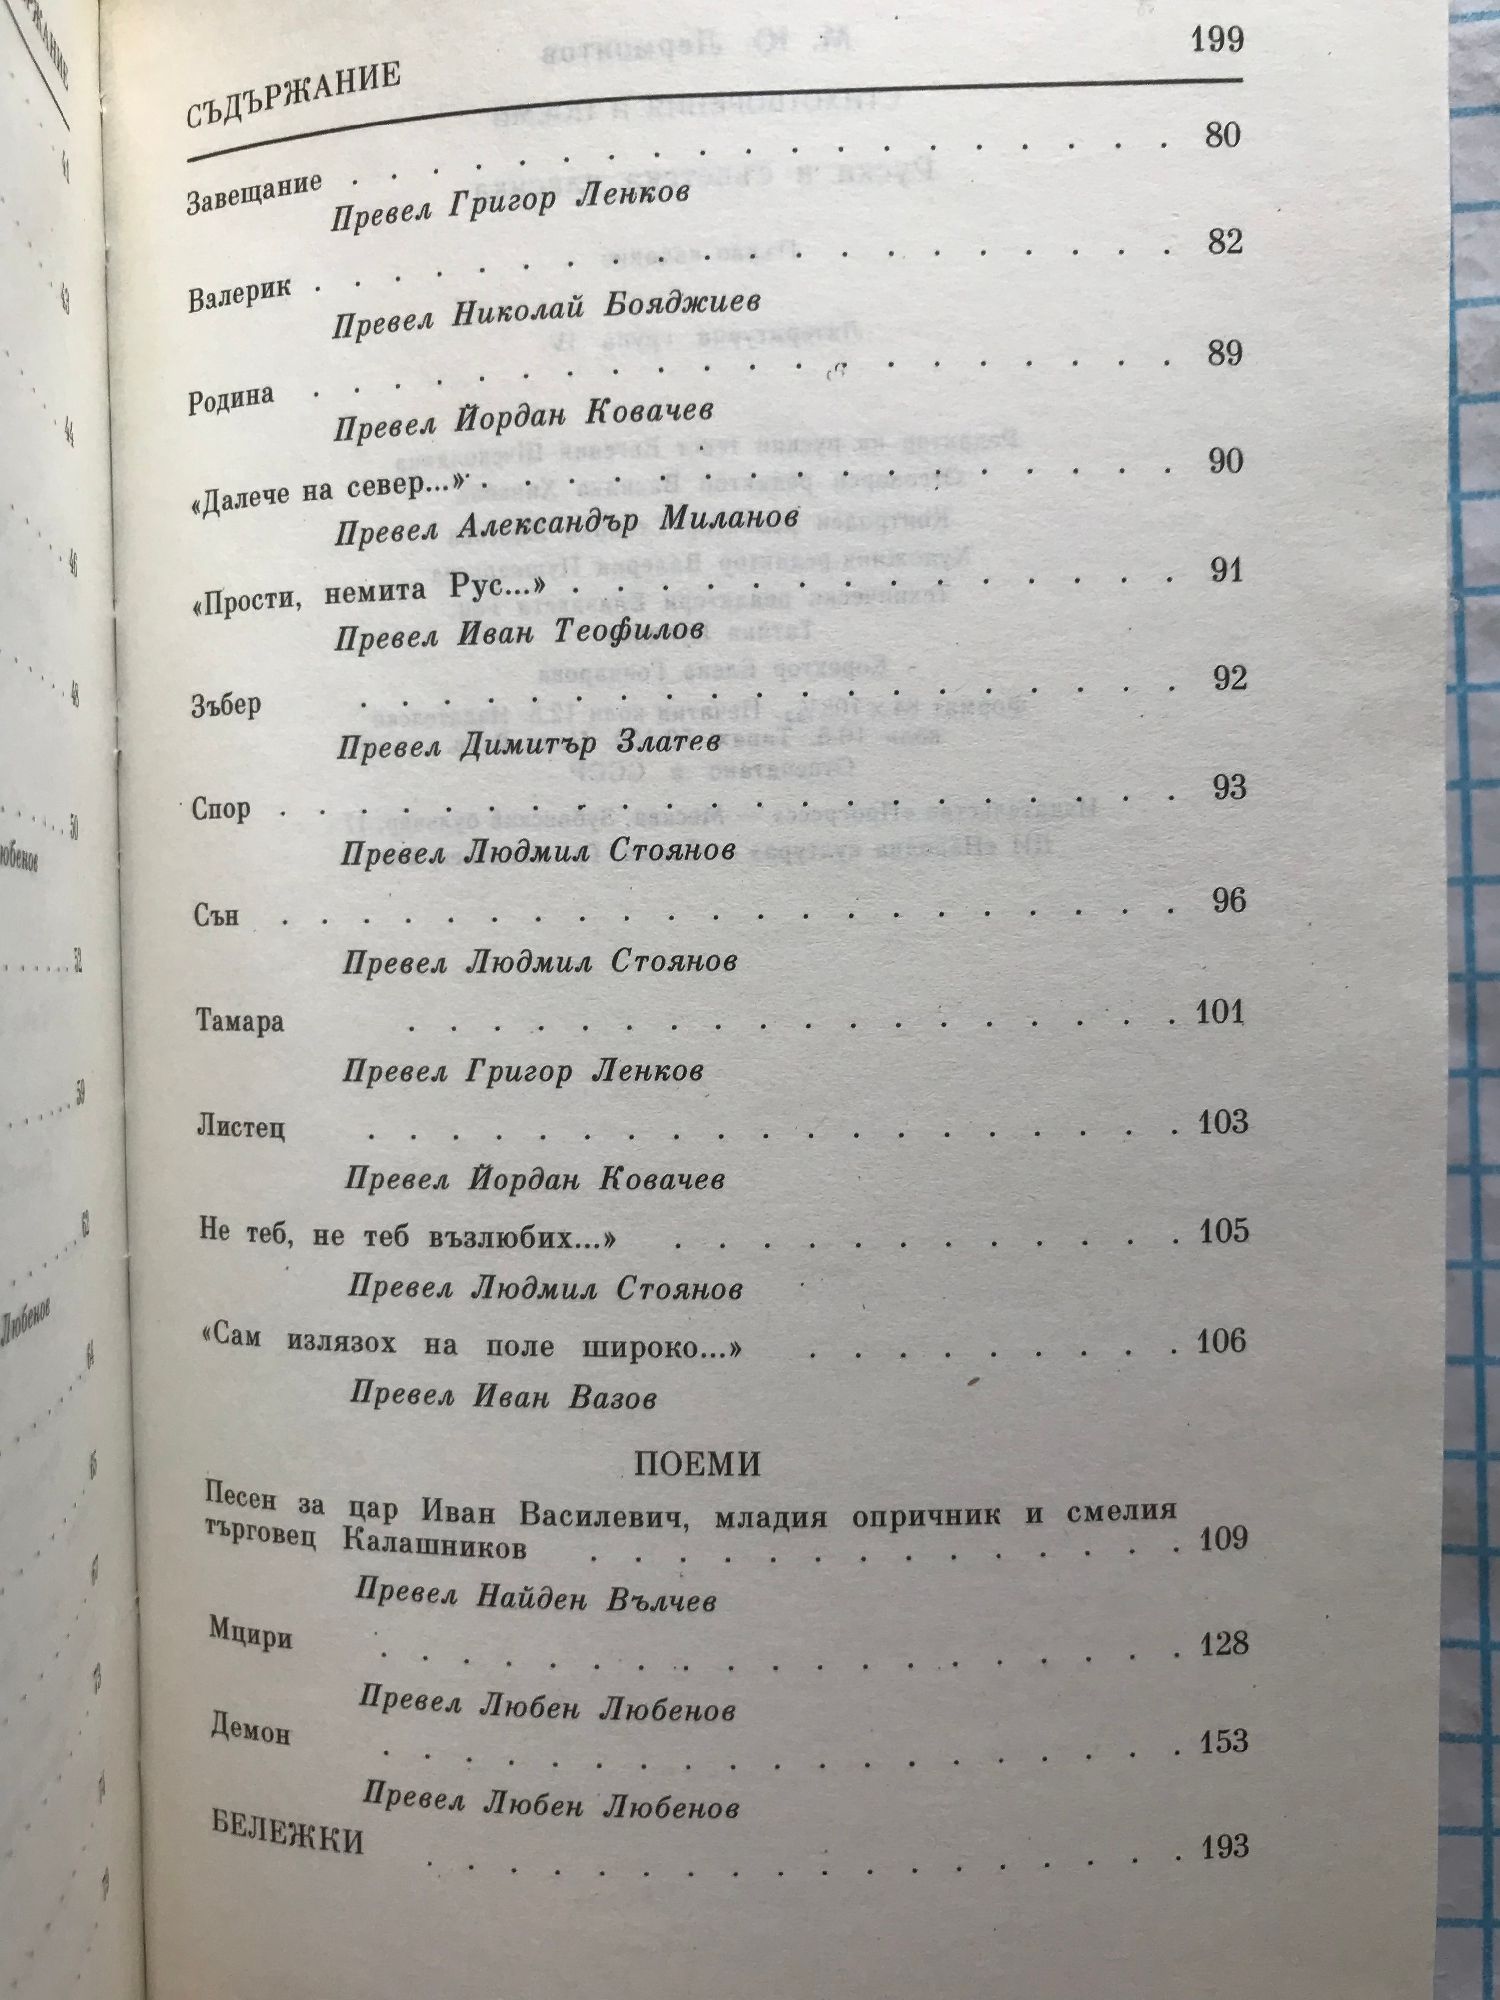 СЪДЪРЖАНИЕ 199
Завещание . . . . . . . . . . . . . . . . . . . . 80
Превел Григор Ленков
Валерик . . . . . . . . . . . . . . . . . . . . 82
Превел Николай Бояджиев
Родина . . . . . . . . . . . . . . . . . . . . 89
Превел Йордан Ковачев
«Далече на север...» . . . . . . . . . . . . . . . . 90
Превел Александър Миланов
«Прости, немита Рус...» . . . . . . . . . . . . . . 91
Превел Иван Теофилов
Зъбер . . . . . . . . . . . . . . . . . . . 92
Превел Димитър Златев
Спор . . . . . . . . . . . . . . . . . . . . . 93
Превел Людмил Стоянов
Сън . . . . . . . . . . . . . . . . . . . . . 96
Превел Людмил Стоянов
Тамара . . . . . . . . . . . . . . . . . . 101
Превел Григор Ленков
Листец . . . . . . . . . . . . . . . . . . . 103
Превел Йордан Ковачев
Не теб, не теб възлюбих...» . . . . . . . . . . . . 105
Превел Людмил Стоянов
«Сам излязох на поле широко...» . . . . . . . . . 106
Превел Иван Вазов
ПОЕМИ
Песен за цар Иван Василевич, младия опричник и смелия
търговец Калашников . . . . . . . . . . . . . . 109
Превел Найден Вълчев
Мцири . . . . . . . . . . . . . . . . . . . 128
Превел Любен Любенов
Демон . . . . . . . . . . . . . . . . . . . 153
Превел Любен Любенов
БЕЛЕЖКИ . . . . . . . . . . . . . . . . . . 193